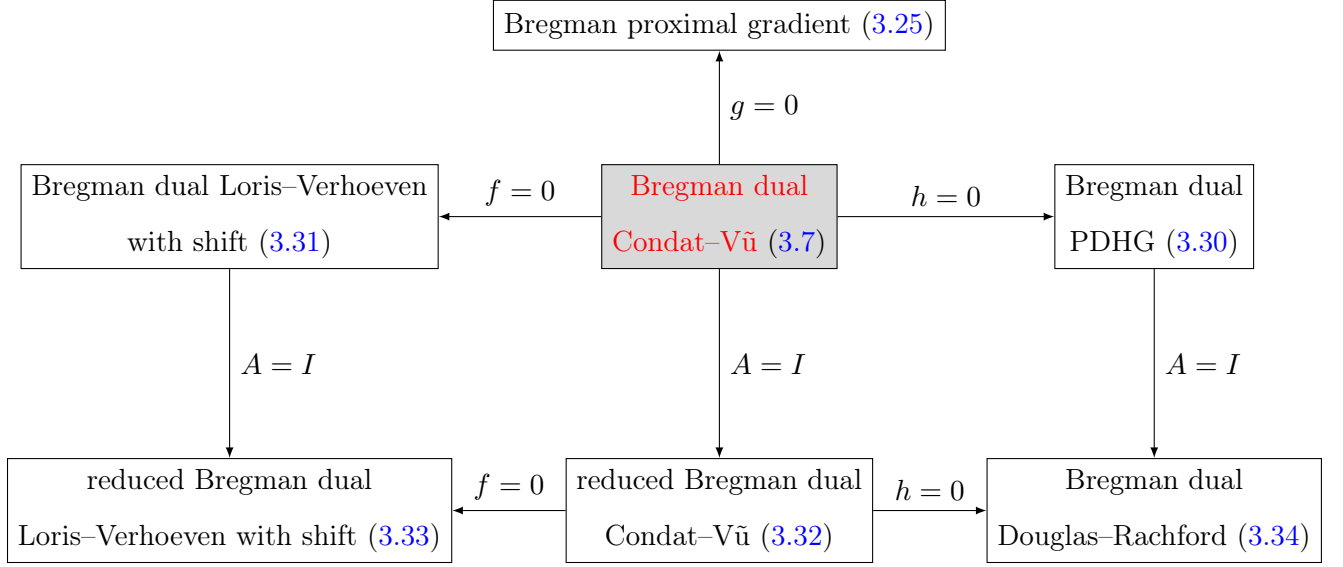 Bregman proximal gradient (3.25)
g = 0
Bregman dual Loris–Verhoeven
with shift (3.31)
f = 0
Bregman dual
Condat–Vũ (3.7)
h = 0
Bregman dual
PDHG (3.30)
A = I
A = I
A = I
reduced Bregman dual
Loris–Verhoeven with shift (3.33)
f = 0
reduced Bregman dual
Condat–Vũ (3.32)
h = 0
Bregman dual
Douglas–Rachford (3.34)